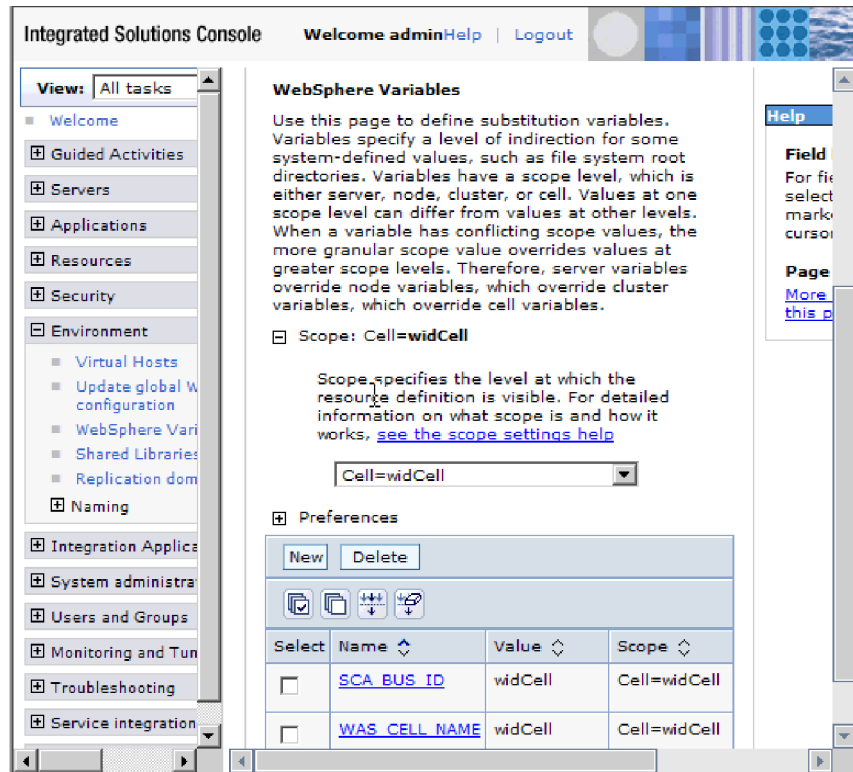 Integrated Solutions Console
Welcome adminHelp | Logout
View: All tasks
Welcome
Guided Activities
Servers
Applications
Resources
Security
Environment
Virtual Hosts
Update global W
configuration
WebSphere Vari
Shared Libraries
Replication dom
Naming
Integration Applica
System administra
Users and Groups
Monitoring and Tun
Troubleshooting
Service integration
WebSphere Variables
Use this page to define substitution variables.
Variables specify a level of indirection for some
system-defined values, such as file system root
directories. Variables have a scope level, which is
either server, node, cluster, or cell. Values at one
scope level can differ from values at other levels.
When a variable has conflicting scope values, the
more granular scope value overrides values at
greater scope levels. Therefore, server variables
override node variables, which override cluster
variables, which override cell variables.
Scope: Cell=widCell
Scope specifies the level at which the
resource definition is visible. For detailed
information on what scope is and how it
works, see the scope settings help
Cell=widCell
Preferences
New Delete
Select Name Value Scope
SCA_BUS_ID widCell Cell=widCell
WAS_CELL_NAME widCell Cell=widCell
Help
Field
For fie
select
mark
curso
Page
More
this p